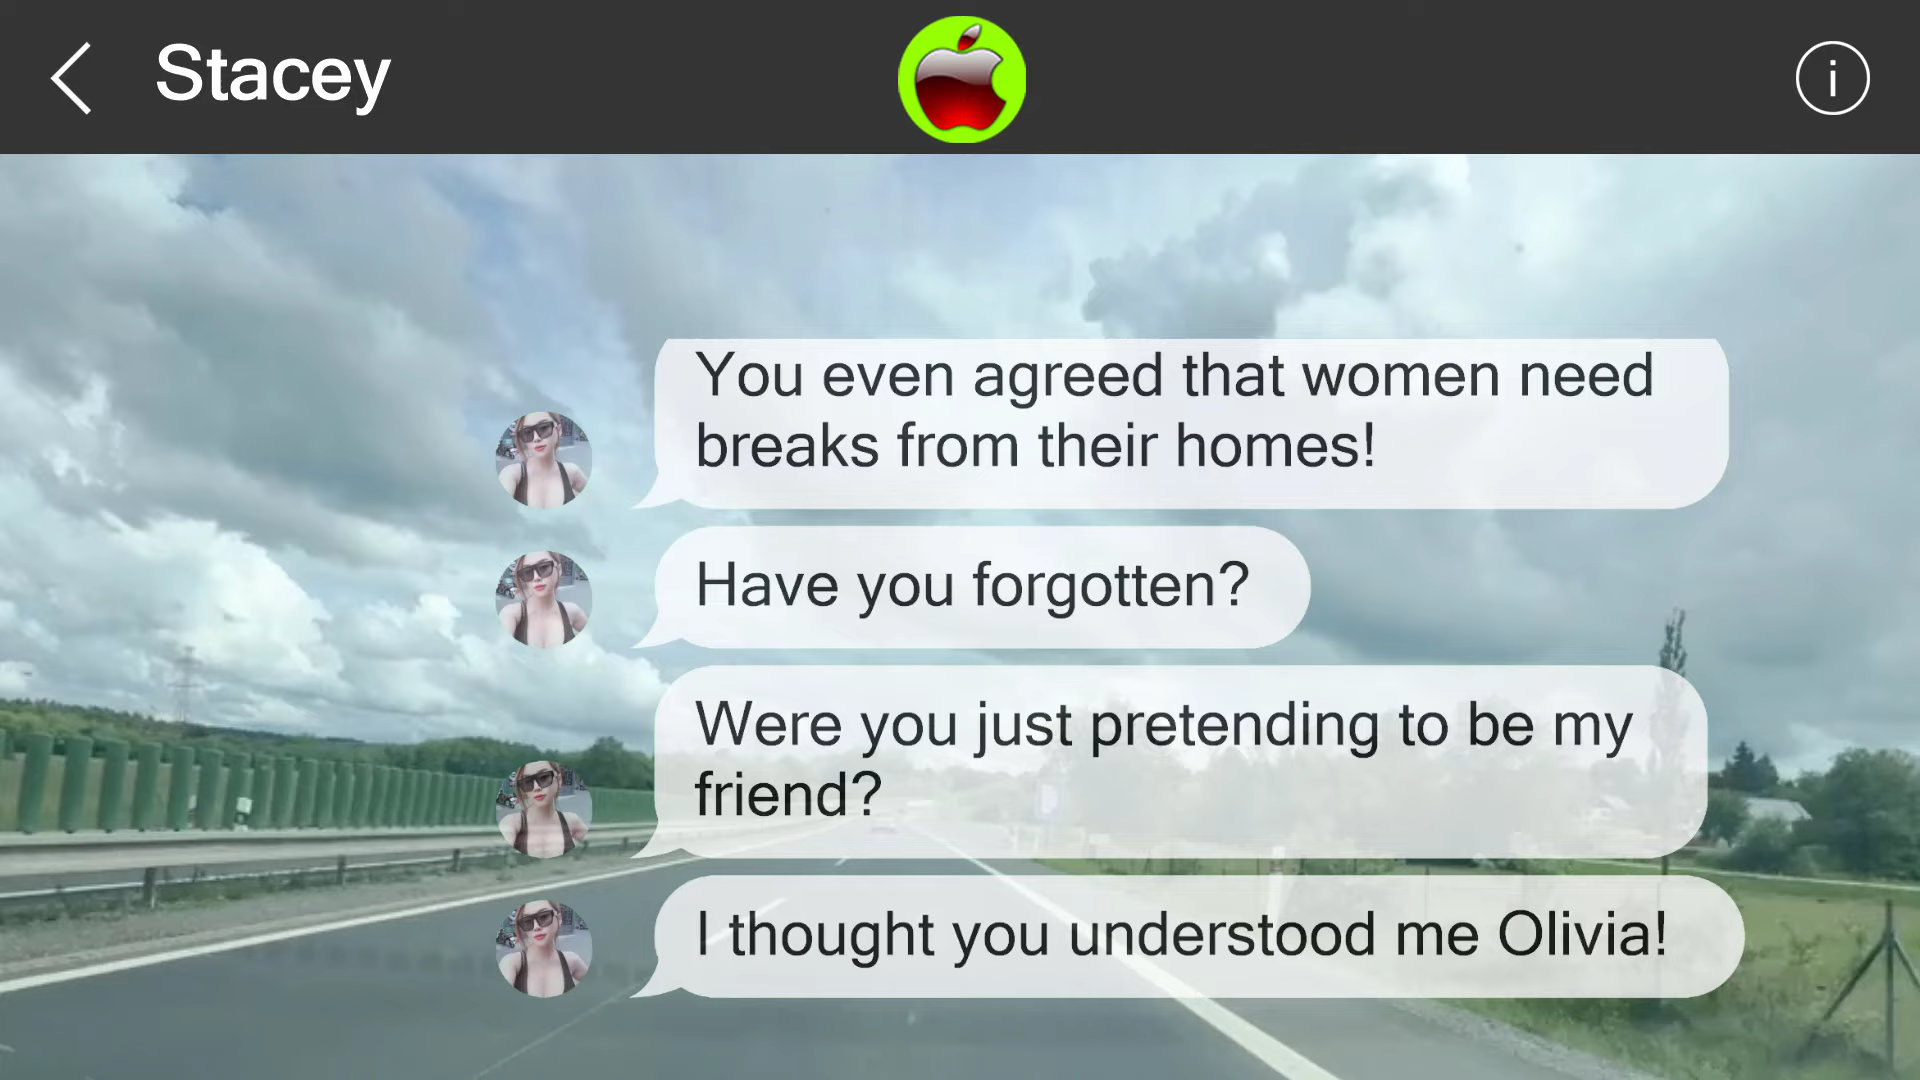 Stacey
i
You even agreed that women need
breaks from their homes!
Have you forgotten?
Were you just pretending to be my
friend?
I thought you understood me Olivia!